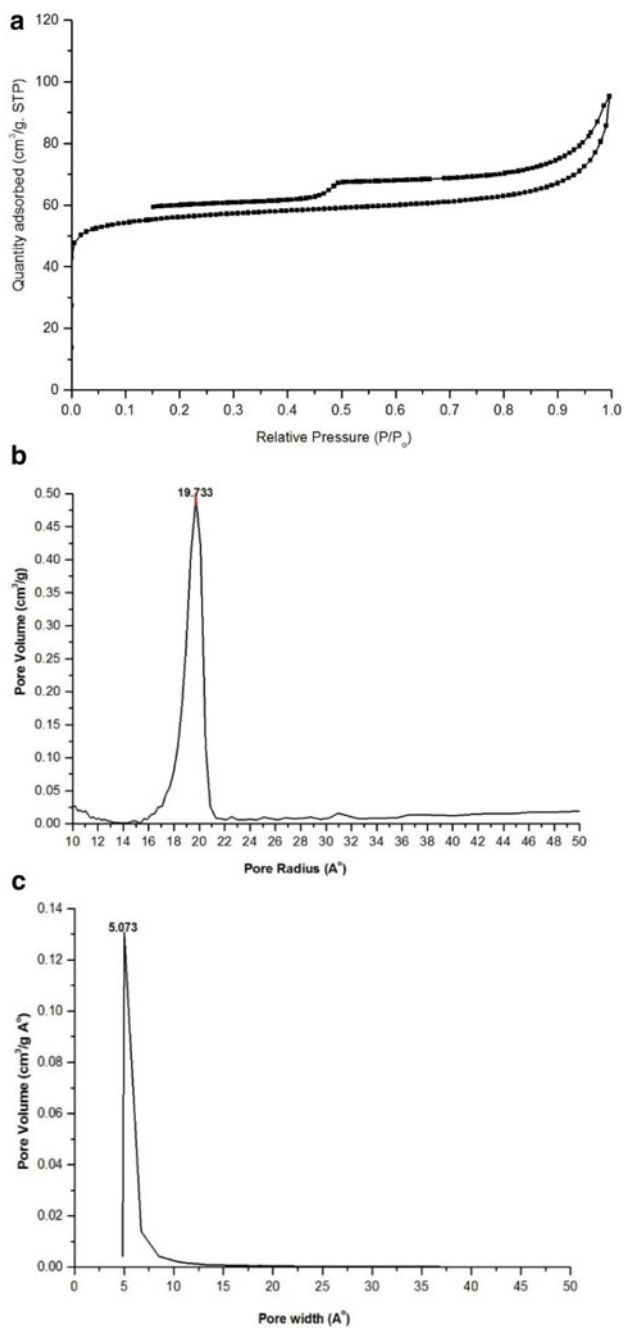 a
Quantity adsorbed (cm³/g. STP)
120
100
80
60
40
20
0
0.0 0.1 0.2 0.3 0.4 0.5 0.6 0.7 0.8 0.9 1.0
Relative Pressure (P/Pₒ)
b
19.733
Pore Volume (cm³/g)
0.50
0.45
0.40
0.35
0.30
0.25
0.20
0.15
0.10
0.05
0.00
10 12 14 16 18 20 22 24 26 28 30 32 34 36 38 40 42 44 46 48 50
Pore Radius (Aº)
c
5.073
Pore Volume (cm³/g Aº)
0.14
0.12
0.10
0.08
0.06
0.04
0.02
0.00
0 5 10 15 20 25 30 35 40 45 50
Pore width (Aº)